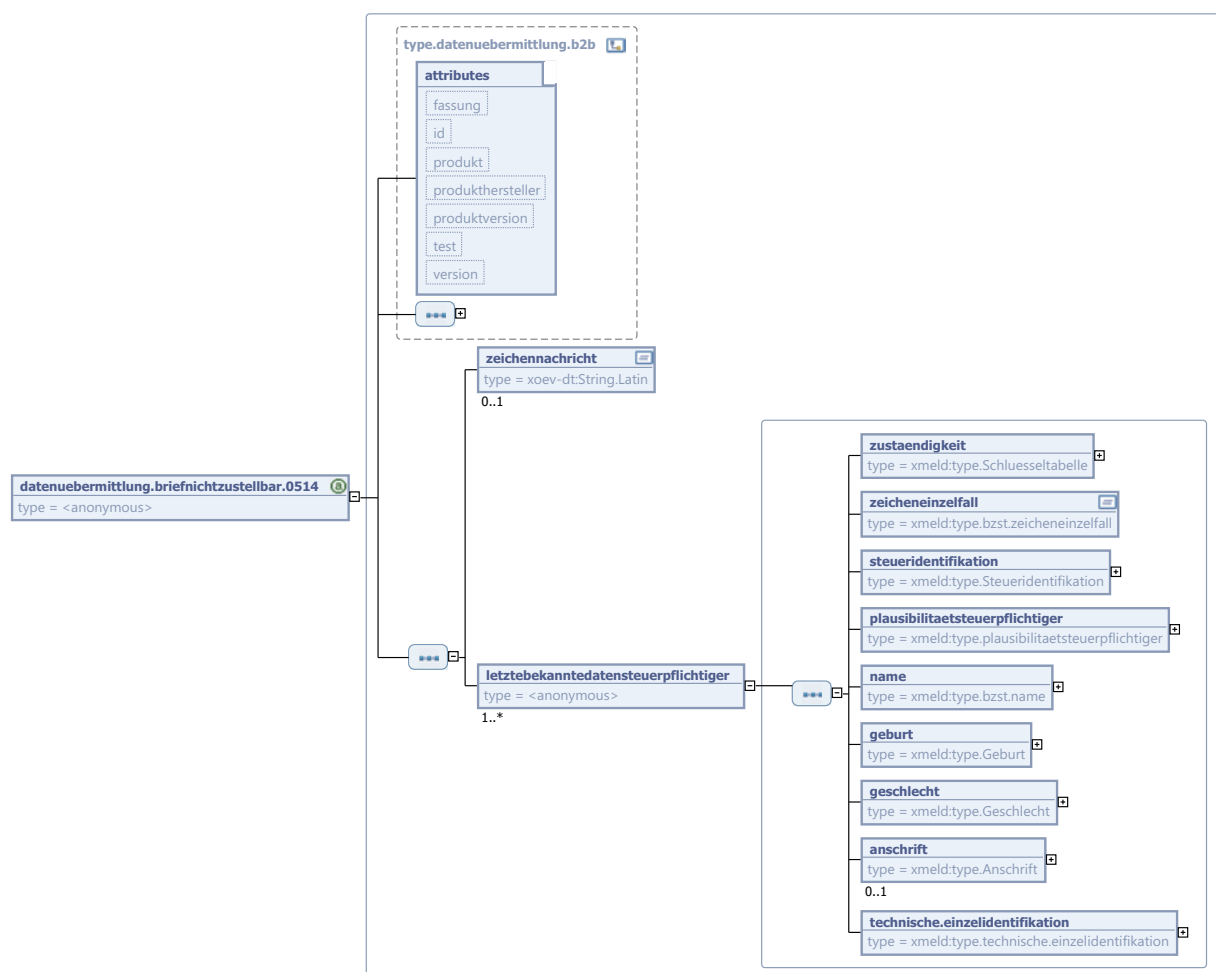 type.datenuebermittlung.b2b
attributes
fassung
id
produkt
produkthersteller
produktversion
test
version
zeichennachricht
type = xoev-dt:String.Latin
0..1
datenuebermittlung.briefnichtzustellbar.0514
type = <anonymous>
letztebekanntedatensteuerpflichtiger
type = <anonymous>
1..*
zustaendigkeit
type = xmeld:type.Schluesseltabelle
zeicheneinzelfall
type = xmeld:type.bzst.zeicheneinzelfall
steueridentifikation
type = xmeld:type.Steueridentifikation
plausibilitaetsteuerpflichtiger
type = xmeld:type.plausibilitaetsteuerpflichtiger
name
type = xmeld:type.bzst.name
geburt
type = xmeld:type.Geburt
geschlecht
type = xmeld:type.Geschlecht
anschrift
type = xmeld:type.Anschrift
0..1
technische.einzelidentifikation
type = xmeld:type.technische.einzelidentifikation